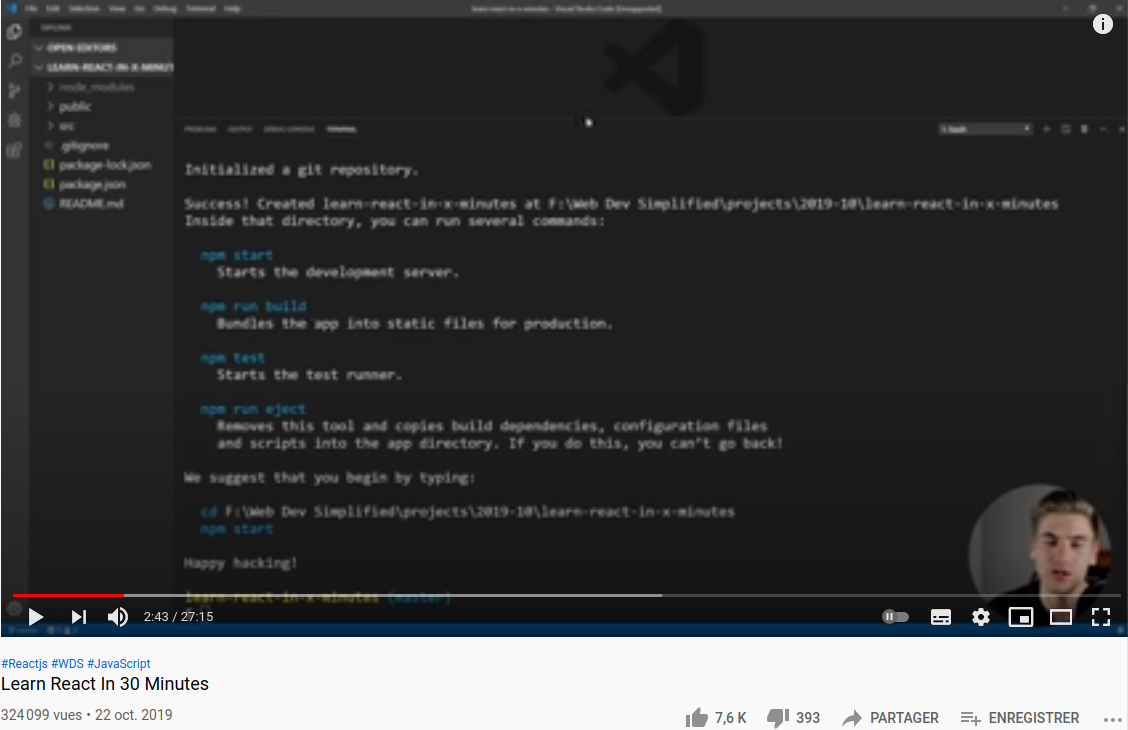 File Edit Selection View Go Debug Terminal Help
learn-react-in-x-minutes - Visual Studio Code [Unsupported]
EXPLORER
OPEN EDITORS
LEARN-REACT-IN-X-MINUT
node_modules
public
src
.gitignore
package-lock.json
package.json
README.md
PROBLEMS OUTPUT DEBUG CONSOLE TERMINAL
1: bash
Initialized a git repository.
Success! Created learn-react-in-x-minutes at F:\Web Dev Simplified\projects\2019-10\learn-react-in-x-minutes
Inside that directory, you can run several commands:
npm start
Starts the development server.
npm run build
Bundles the app into static files for production.
npm test
Starts the test runner.
npm run eject
Removes this tool and copies build dependencies, configuration files
and scripts into the app directory. If you do this, you can't go back!
We suggest that you begin by typing:
cd F:\Web Dev Simplified\projects\2019-10\learn-react-in-x-minutes
npm start
Happy hacking!
learn-react-in-x-minutes (master)
2:43 / 27:15
#Reactjs #WDS #JavaScript
Learn React In 30 Minutes
324 099 vues • 22 oct. 2019
7,6 K 393 PARTAGER ENREGISTRER